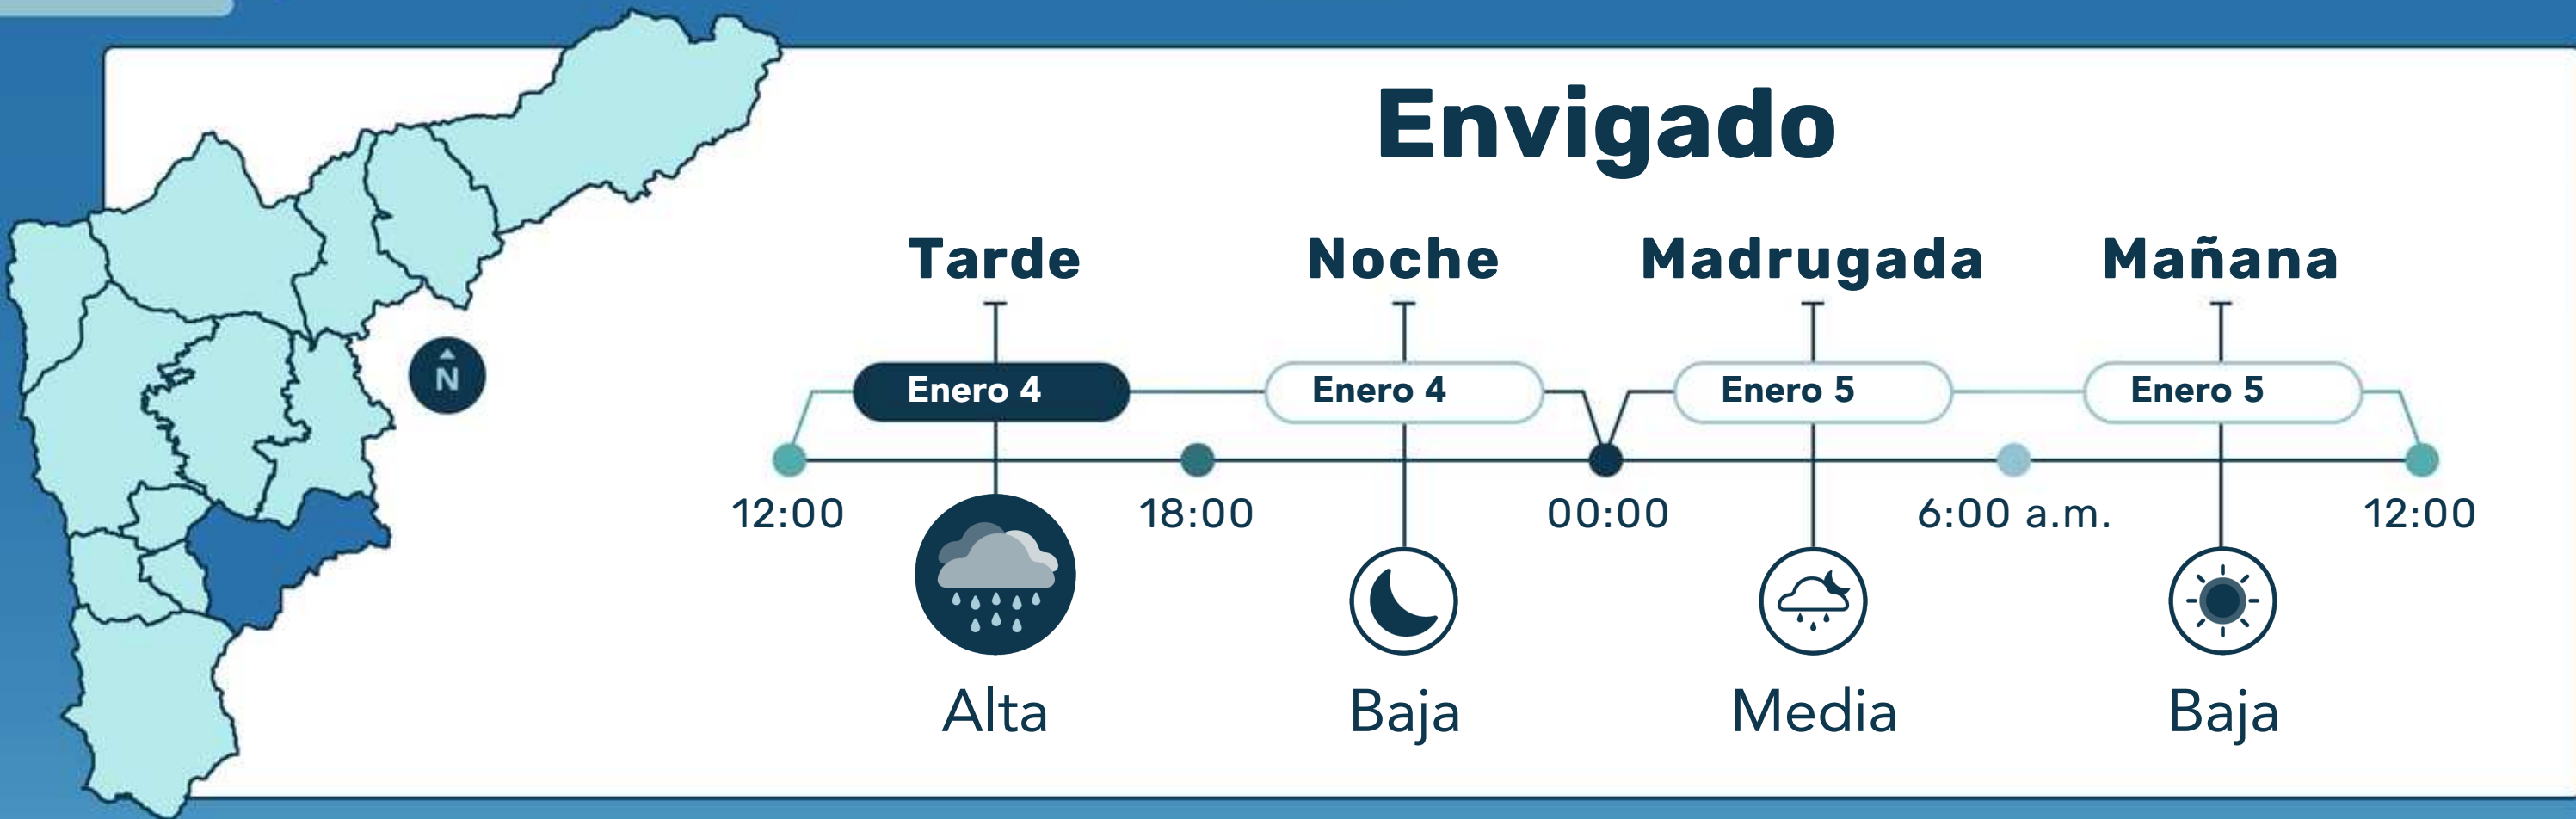 Envigado
Tarde Noche Madrugada Mañana
Enero 4 Enero 4 Enero 5 Enero 5
N
12:00 18:00 00:00 6:00 a.m. 12:00
Alta Baja Media Baja